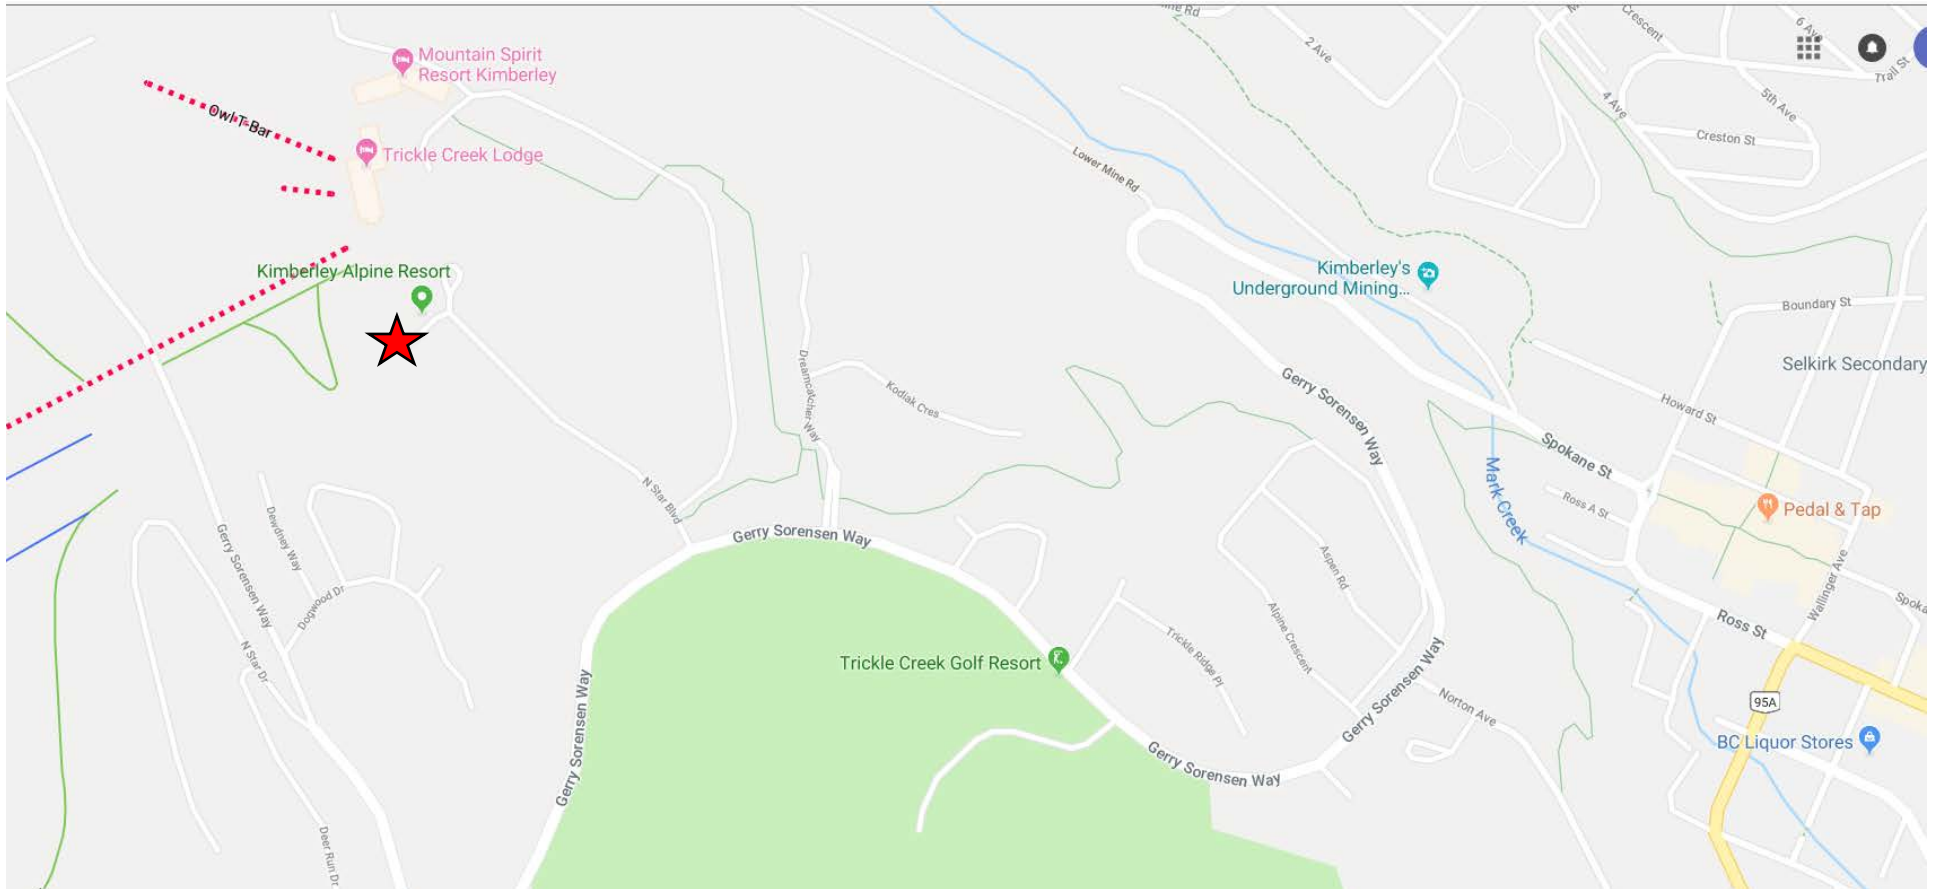 Mountain Spirit
Resort Kimberley
Owl T-Bar
Trickle Creek Lodge
Kimberley Alpine Resort
2 Ave
Crescent
6 Ave
Trail St
5th Ave
4 Ave
Creston St
Lower Mine Rd
Kimberley's
Underground Mining...
Boundary St
Selkirk Secondary
Dreamcatcher Way
Kodiak Cres
Gerry Sorensen Way
Howard St
Spokane St
Mark Creek
Ross A St
Pedal & Tap
N Star Blvd
Gerry Sorensen Way
Dewdney Way
Gerry Sorensen Way
Dogwood Dr
Aspen Rd
Alpine Crescent
Wallinger Ave
Ross St
N Star Dr
Trickle Creek Golf Resort
Trickle Ridge Pl
Gerry Sorensen Way
Gerry Sorensen Way
Norton Ave
95A
BC Liquor Stores
Gerry Sorensen Way
Deer Run Dr